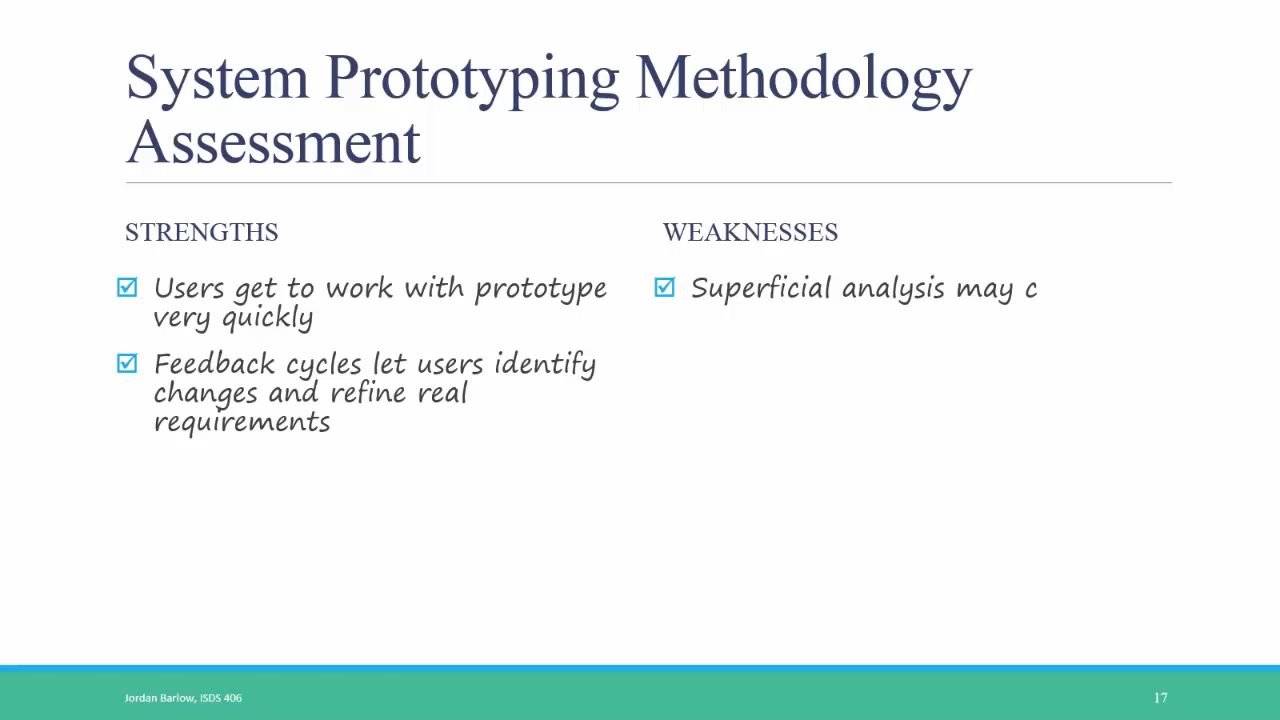 System Prototyping Methodology
Assessment
STRENGTHS
Users get to work with prototype
very quickly
Feedback cycles let users identify
changes and refine real
requirements
WEAKNESSES
Superficial analysis may c
Jordan Barlow, ISDS 406
17